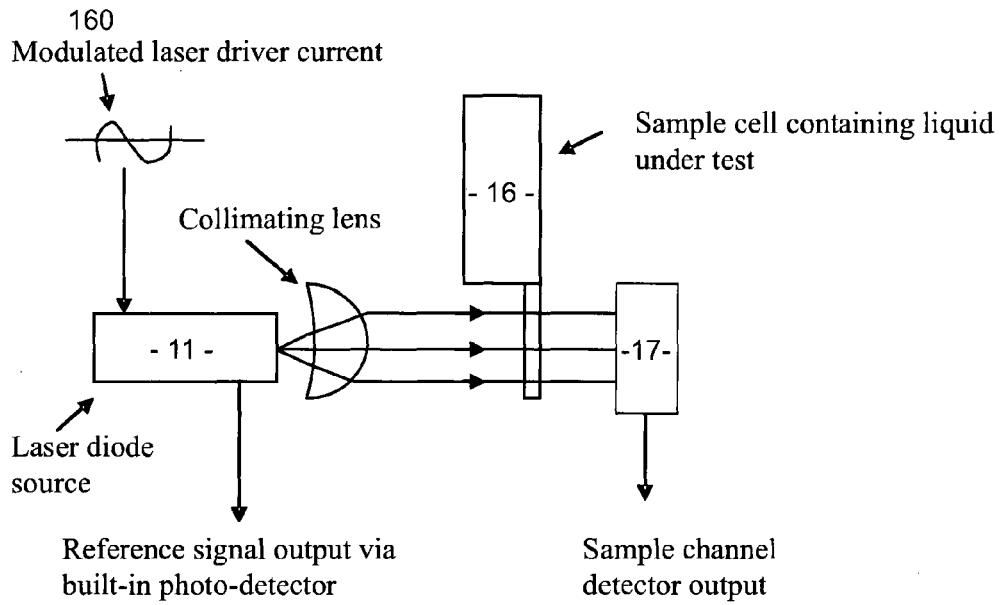 160
Modulated laser driver current
Sample cell containing liquid
under test
- 16 -
Collimating lens
- 11 -
-17-
Laser diode
source
Reference signal output via
built-in photo-detector
Sample channel
detector output